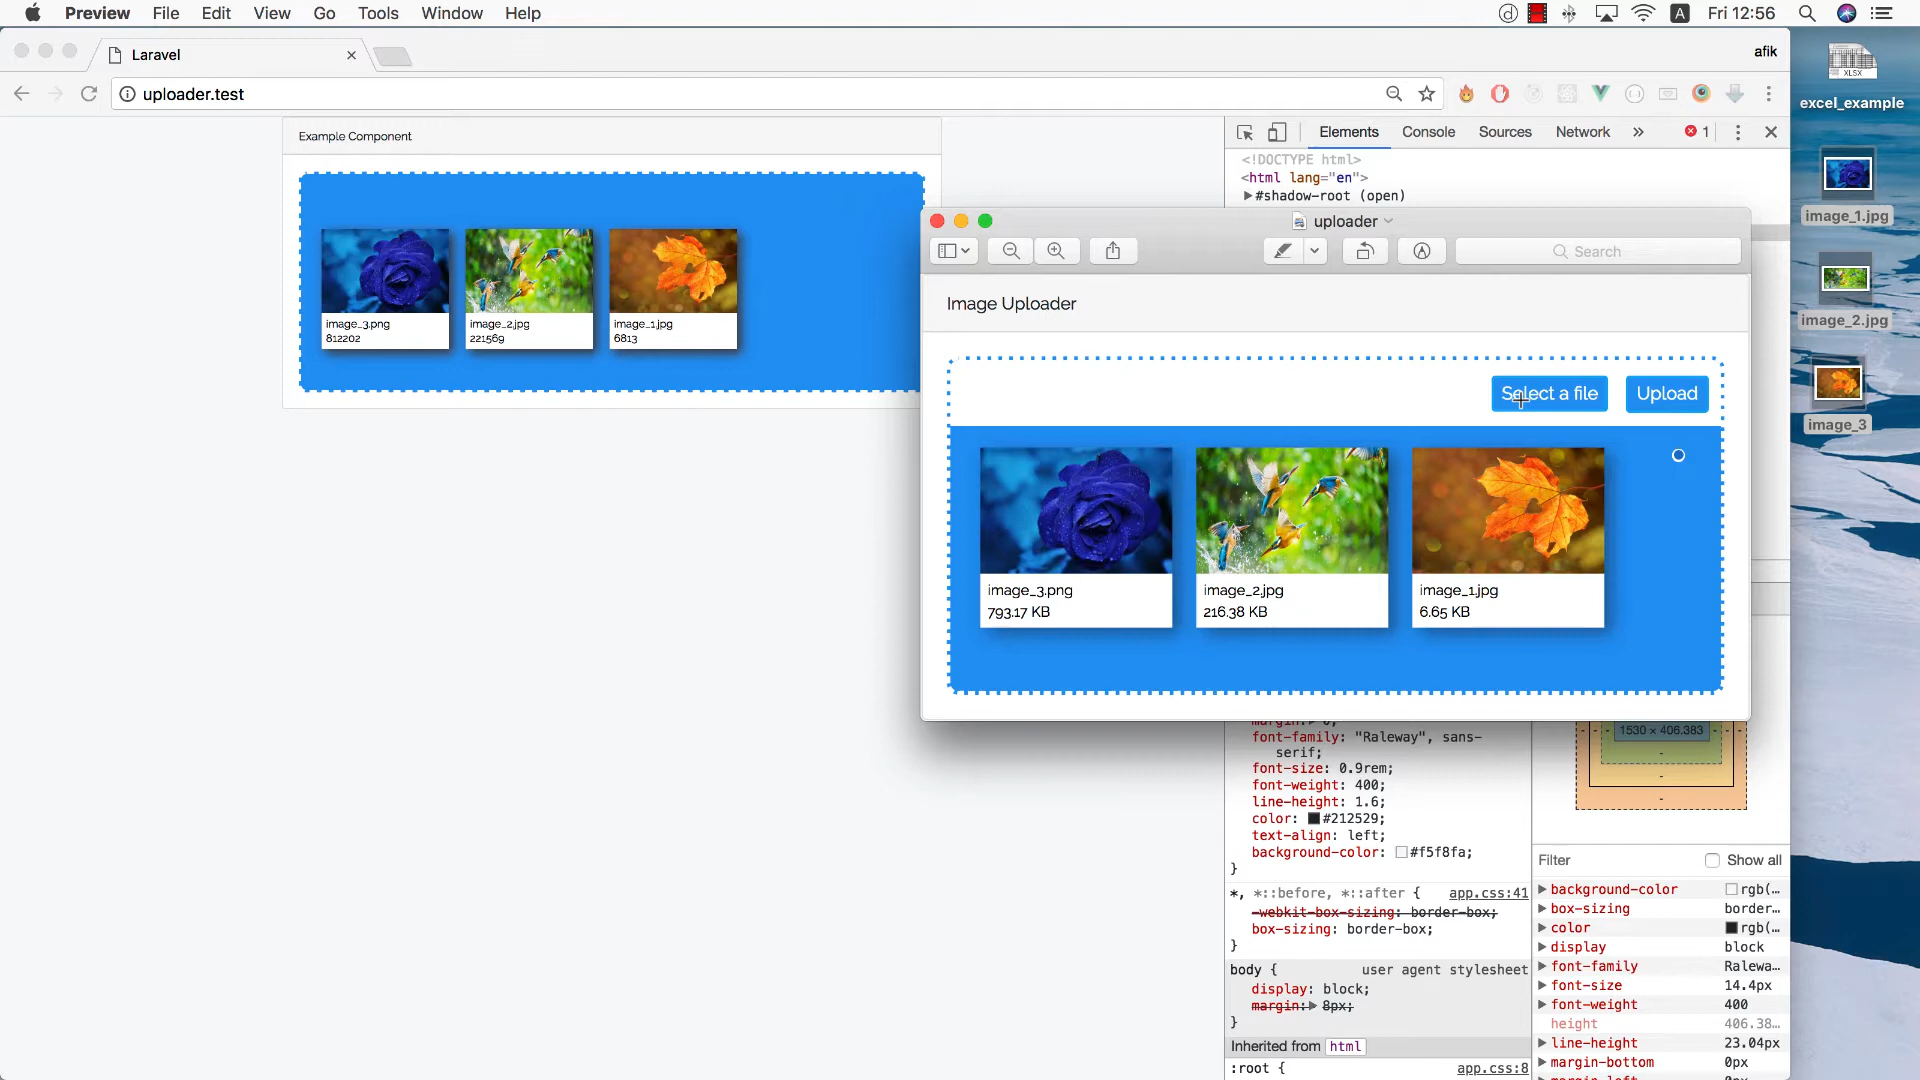 Preview File Edit View Go Tools Window Help
A Fri 12:56
Laravel
afik
uploader.test
Example Component
image_3.png
812202
image_2.jpg
221569
image_1.jpg
6813
Elements Console Sources Network » 1
<!DOCTYPE html>
<html lang="en">
▶#shadow-root (open)
uploader
Search
Image Uploader
Select a file Upload
image_3.png
793.17 KB
image_2.jpg
216.38 KB
image_1.jpg
6.65 KB
font-family: "Raleway", sans-
serif;
font-size: 0.9rem;
font-weight: 400;
line-height: 1.6;
color: #212529;
text-align: left;
background-color: #f5f8fa;
}
*, *::before, *::after { app.css:41
-webkit-box-sizing: border-box;
box-sizing: border-box;
}
body { user agent stylesheet
display: block;
margin:▶ 8px;
}
Inherited from html
:root { app.css:8
1530 × 406.383
-
-
Filter Show all
background-color rgb(…
box-sizing border…
color rgb(…
display block
font-family Ralewa…
font-size 14.4px
font-weight 400
height 406.38…
line-height 23.04px
margin-bottom 0px
XLSX
excel_example
image_1.jpg
image_2.jpg
image_3